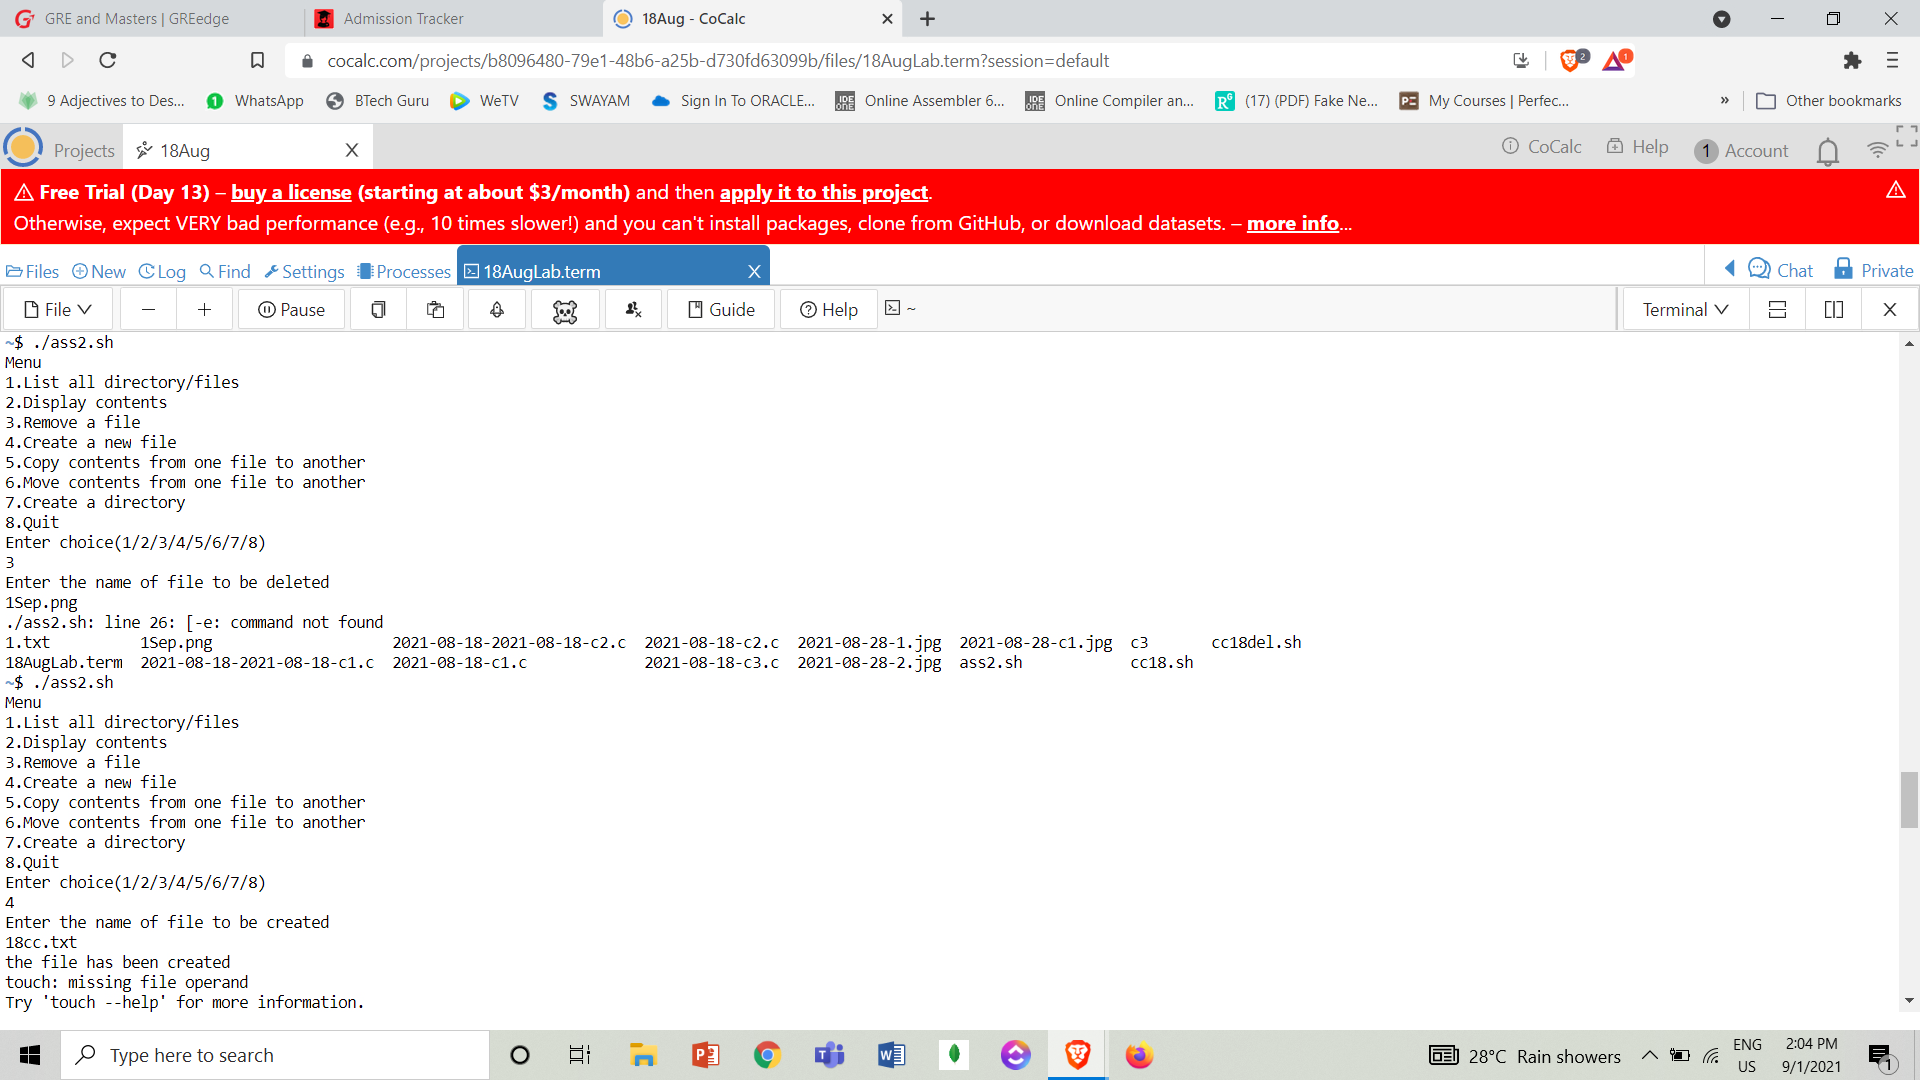 GRE and Masters | GREedge
Admission Tracker
18Aug - CoCalc
cocalc.com/projects/b8096480-79e1-48b6-a25b-d730fd63099b/files/18AugLab.term?session=default
2
1
9 Adjectives to Des...
WhatsApp
BTech Guru
WeTV
SWAYAM
Sign In To ORACLE...
Online Assembler 6...
Online Compiler an...
(17) (PDF) Fake Ne...
My Courses | Perfec...
»
Other bookmarks
Projects
18Aug
CoCalc
Help
1 Account
Free Trial (Day 13) – buy a license (starting at about $3/month) and then apply it to this project.
Otherwise, expect VERY bad performance (e.g., 10 times slower!) and you can't install packages, clone from GitHub, or download datasets. – more info...
Files
New
Log
Find
Settings
Processes
18AugLab.term
Chat
Private
File
Pause
Guide
Help
~
Terminal
~$ ./ass2.sh
Menu
1.List all directory/files
2.Display contents
3.Remove a file
4.Create a new file
5.Copy contents from one file to another
6.Move contents from one file to another
7.Create a directory
8.Quit
Enter choice(1/2/3/4/5/6/7/8)
3
Enter the name of file to be deleted
1Sep.png
./ass2.sh: line 26: [-e: command not found
1.txt 1Sep.png 2021-08-18-2021-08-18-c2.c 2021-08-18-c2.c 2021-08-28-1.jpg 2021-08-28-c1.jpg c3 cc18del.sh
18AugLab.term 2021-08-18-2021-08-18-c1.c 2021-08-18-c1.c 2021-08-18-c3.c 2021-08-28-2.jpg ass2.sh cc18.sh
~$ ./ass2.sh
Menu
1.List all directory/files
2.Display contents
3.Remove a file
4.Create a new file
5.Copy contents from one file to another
6.Move contents from one file to another
7.Create a directory
8.Quit
Enter choice(1/2/3/4/5/6/7/8)
4
Enter the name of file to be created
18cc.txt
the file has been created
touch: missing file operand
Try 'touch --help' for more information.
Type here to search
28°C Rain showers
ENG
US
2:04 PM
9/1/2021
1